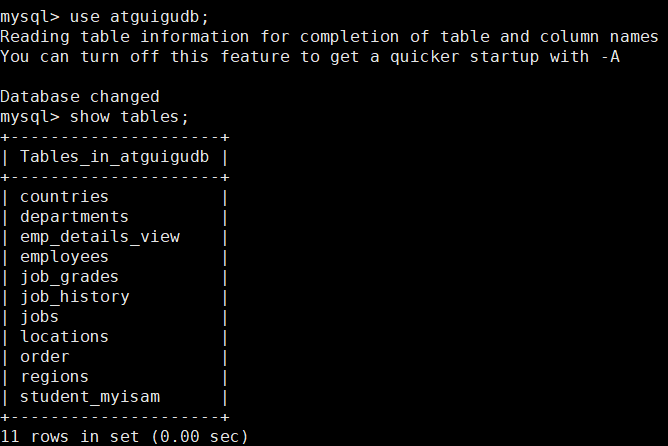 mysql> use atguigudb;
Reading table information for completion of table and column names
You can turn off this feature to get a quicker startup with -A

Database changed
mysql> show tables;
+---------------------+
| Tables_in_atguigudb |
+---------------------+
| countries           |
| departments         |
| emp_details_view    |
| employees           |
| job_grades          |
| job_history         |
| jobs                |
| locations           |
| order               |
| regions             |
| student_myisam      |
+---------------------+
11 rows in set (0.00 sec)